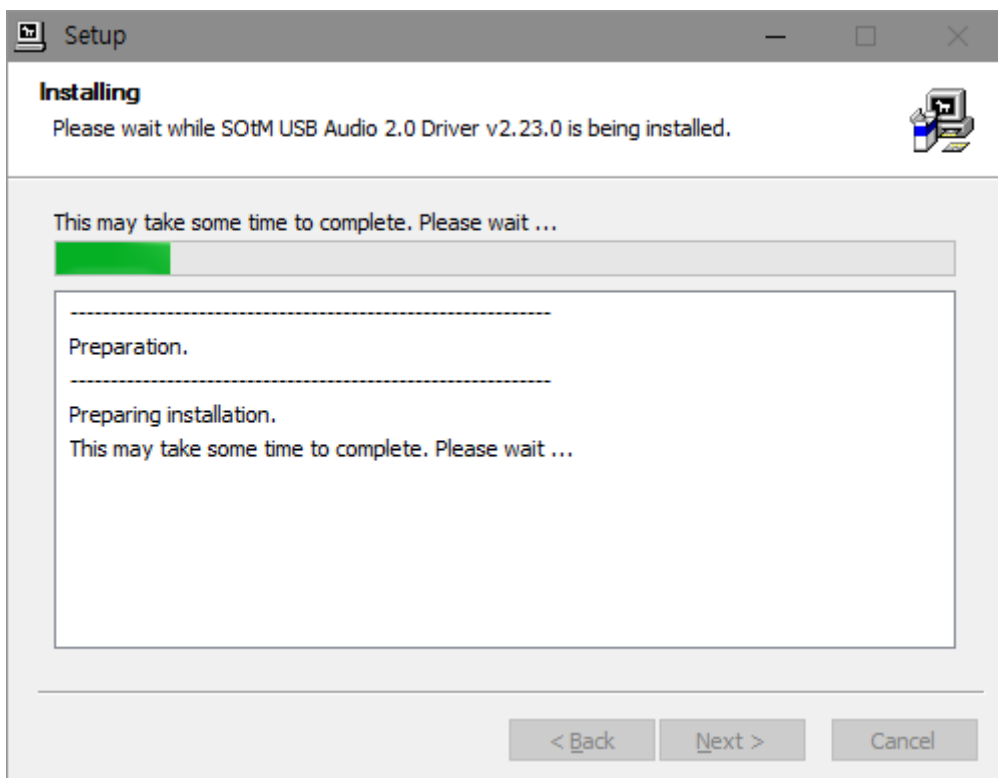 Setup
Installing
Please wait while SOtM USB Audio 2.0 Driver v2.23.0 is being installed.
This may take some time to complete. Please wait ...
------------------------------------------------------------
Preparation.
------------------------------------------------------------
Preparing installation.
This may take some time to complete. Please wait ...
< Back Next > Cancel